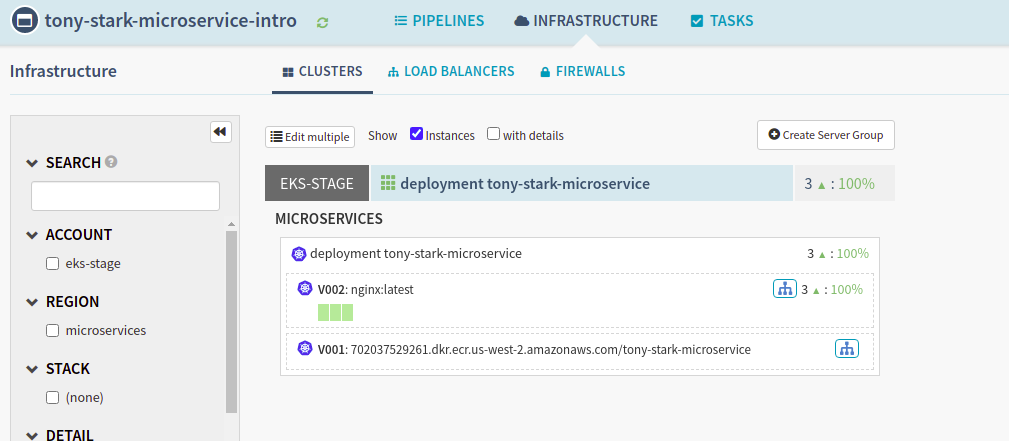 tony-stark-microservice-intro
PIPELINES
INFRASTRUCTURE
TASKS
Infrastructure
CLUSTERS
LOAD BALANCERS
FIREWALLS
Edit multiple
Show
Instances
with details
Create Server Group
SEARCH
ACCOUNT
eks-stage
REGION
microservices
STACK
(none)
DETAIL
EKS-STAGE
deployment tony-stark-microservice
3 ▲ : 100%
MICROSERVICES
deployment tony-stark-microservice
3 ▲ : 100%
V002: nginx:latest
3 ▲ : 100%
V001: 702037529261.dkr.ecr.us-west-2.amazonaws.com/tony-stark-microservice